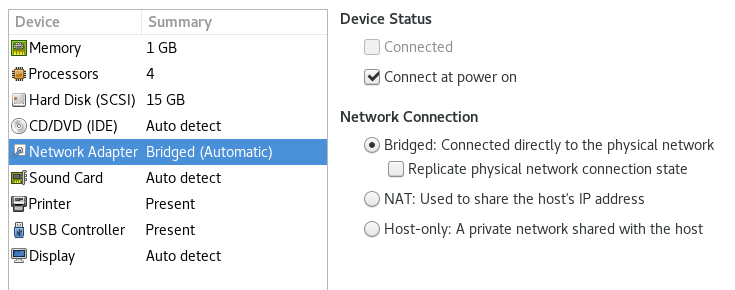 Device Summary
Memory 1 GB
Processors 4
Hard Disk (SCSI) 15 GB
CD/DVD (IDE) Auto detect
Network Adapter Bridged (Automatic)
Sound Card Auto detect
Printer Present
USB Controller Present
Display Auto detect
Device Status
Connected
Connect at power on
Network Connection
Bridged: Connected directly to the physical network
Replicate physical network connection state
NAT: Used to share the host's IP address
Host-only: A private network shared with the host